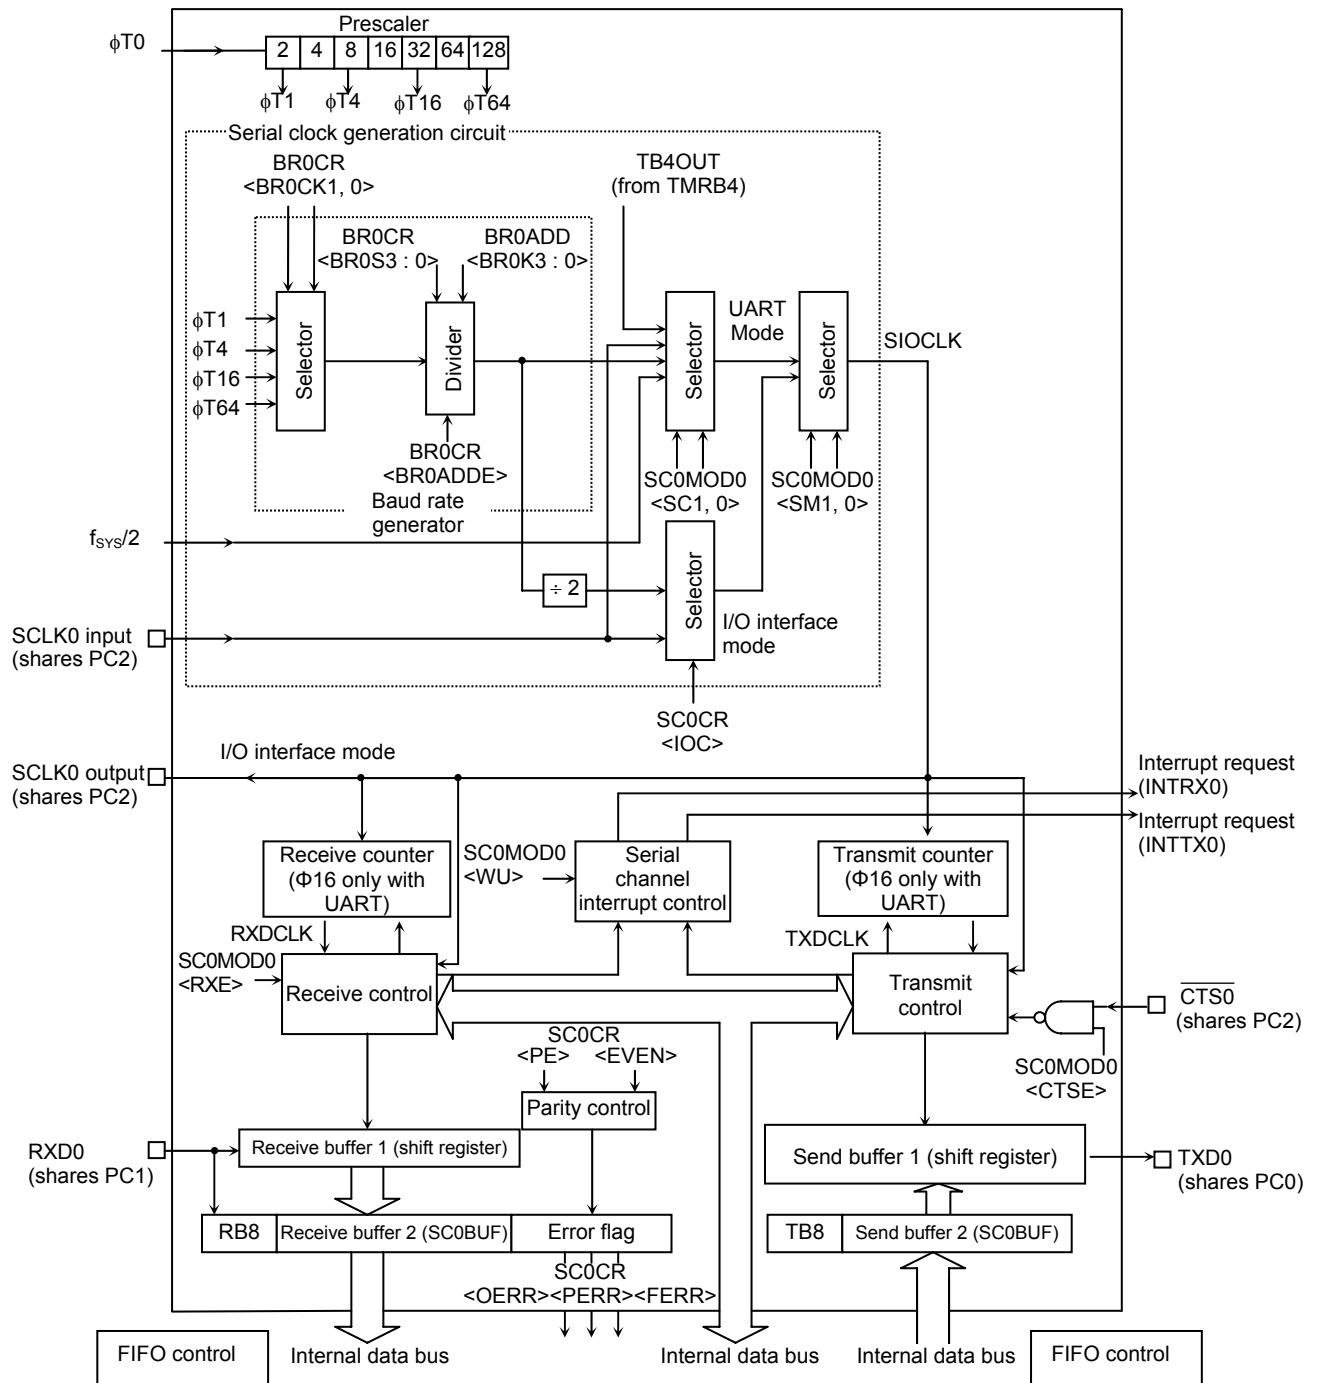 Prescaler
ϕT0
2 4 8 16 32 64 128
ϕT1 ϕT4 ϕT16 ϕT64
Serial clock generation circuit
BR0CR
<BR0CK1, 0>
TB4OUT
(from TMRB4)
BR0CR
<BR0S3 : 0>
BR0ADD
<BR0K3 : 0>
ϕT1
ϕT4
ϕT16
ϕT64
Selector
Divider
Selector
UART
Mode
Selector
SIOCLK
BR0CR
<BR0ADDE>
Baud rate
generator
SC0MOD0
<SC1, 0>
SC0MOD0
<SM1, 0>
fSYS/2
÷ 2
Selector
I/O interface
mode
SCLK0 input
(shares PC2)
SC0CR
<IOC>
I/O interface mode
SCLK0 output
(shares PC2)
Interrupt request
(INTRX0)
Interrupt request
(INTTX0)
Receive counter
(Φ16 only with
UART)
SC0MOD0
<WU>
Serial
channel
interrupt control
Transmit counter
(Φ16 only with
UART)
RXDCLK
TXDCLK
SC0MOD0
<RXE>
Receive control
Transmit
control
CTS0
(shares PC2)
SC0MOD0
<CTSE>
SC0CR
<PE> <EVEN>
Parity control
RXD0
(shares PC1)
Receive buffer 1 (shift register)
Send buffer 1 (shift register)
TXD0
(shares PC0)
RB8
Receive buffer 2 (SC0BUF)
Error flag
TB8
Send buffer 2 (SC0BUF)
SC0CR
<OERR><PERR><FERR>
FIFO control
Internal data bus
Internal data bus
Internal data bus
FIFO control